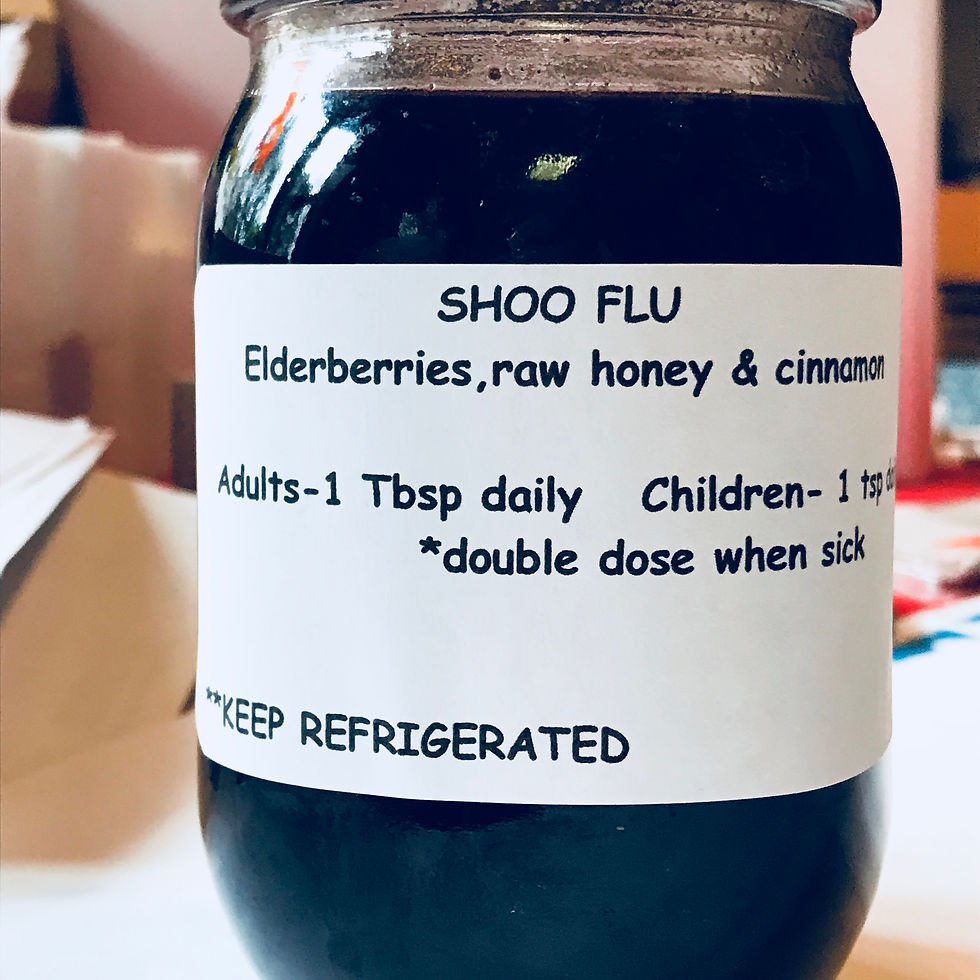 SHOO FLU
Elderberries,raw honey & cinnamon
Adults-1 Tbsp daily Children- 1 tsp
*double dose when sick
**KEEP REFRIGERATED